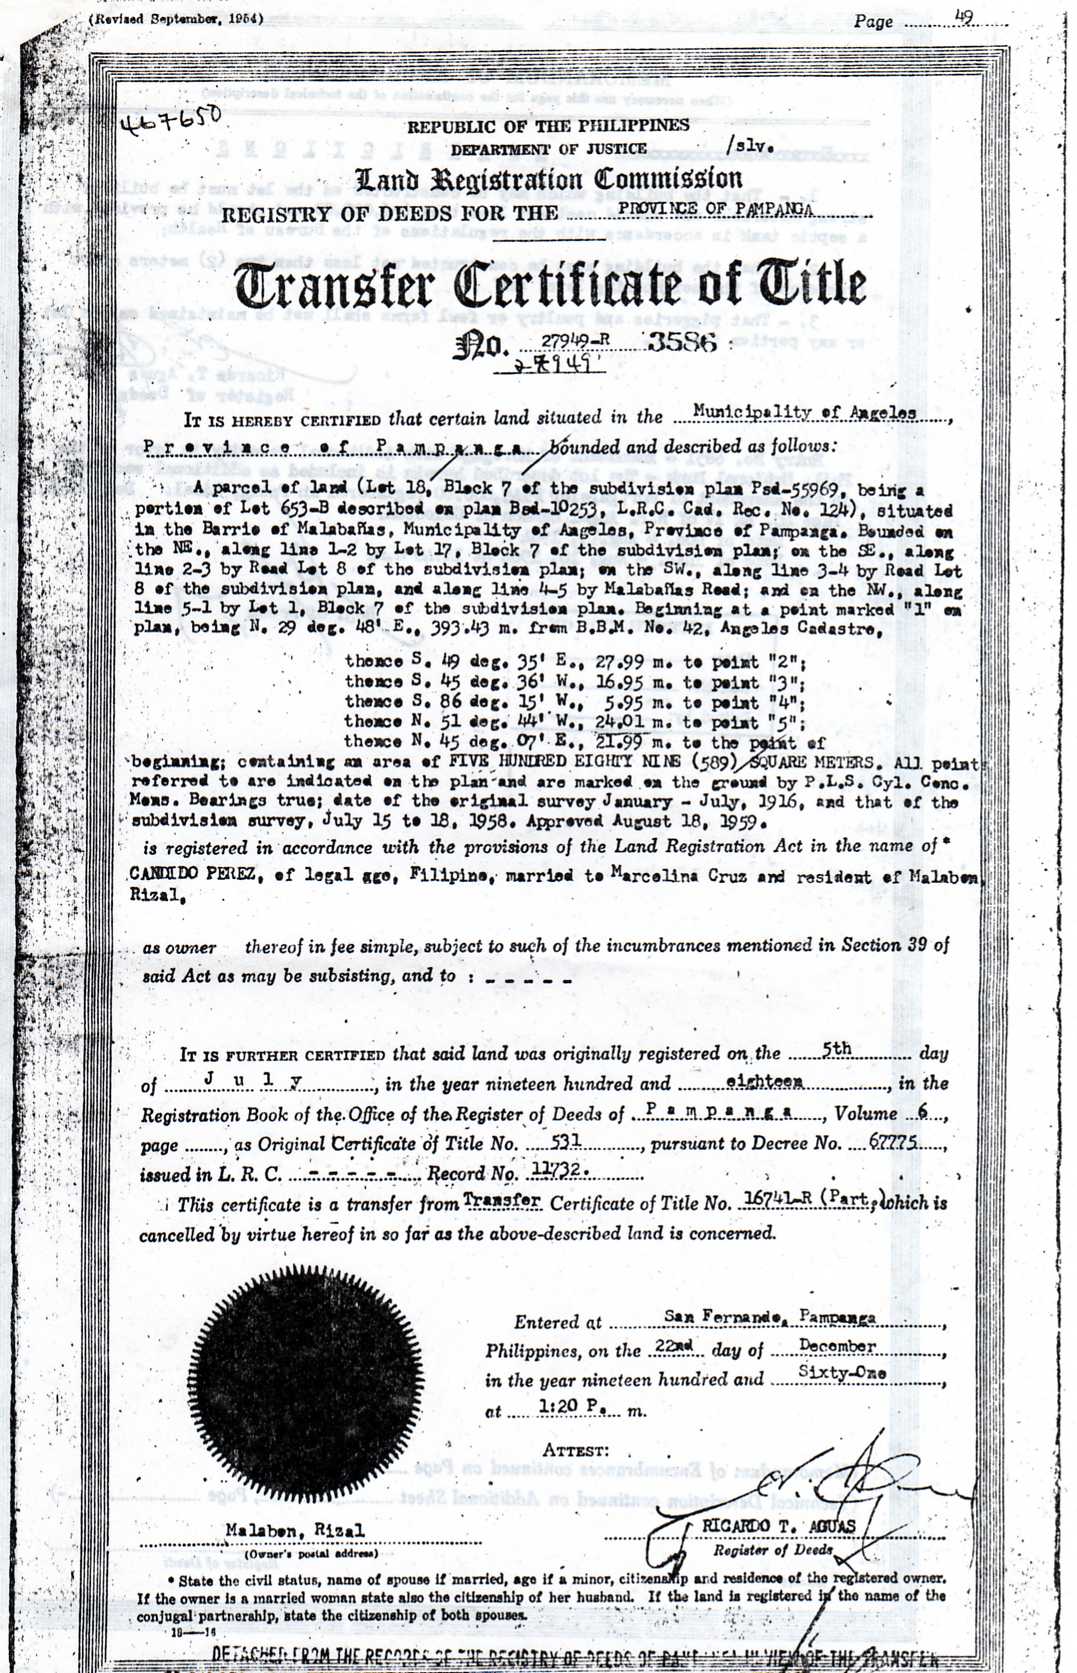 (Revised September, 1954)
Page 49
467650
REPUBLIC OF THE PHILIPPINES
DEPARTMENT OF JUSTICE /slv.
Land Registration Commission
REGISTRY OF DEEDS FOR THE PROVINCE OF PAMPANGA
Transfer Certificate of Title
No. 27949-R 3586
27949
IT IS HEREBY CERTIFIED that certain land situated in the Municipality of Angeles,
Province of Pampanga, bounded and described as follows:
A parcel of land (Lot 18, Block 7 of the subdivision plan Psd-55969, being a
portion of Lot 653-B described on plan Bsd-10253, L.R.C. Cad. Rec. No. 124), situated
in the Barrio of Malabañas, Municipality of Angeles, Province of Pampanga. Bounded on
the NE., along line 1-2 by Lot 17, Block 7 of the subdivision plan; on the SE., along
line 2-3 by Road Lot 8 of the subdivision plan; on the SW., along line 3-4 by Road Lot
8 of the subdivision plan, and along line 4-5 by Malabañas Road; and on the NW., along
line 5-1 by Lot 1, Block 7 of the subdivision plan. Beginning at a point marked "1" on
plan, being N. 29 deg. 48' E., 393.43 m. from B.B.M. No. 42, Angeles Cadastre,
thence S. 49 deg. 35' E., 27.99 m. to point "2";
thence S. 45 deg. 36' W., 16.95 m. to point "3";
thence S. 86 deg. 15' W., 5.95 m. to point "4";
thence N. 51 deg. 44' W., 24.01 m. to point "5";
thence N. 45 deg. 07' E., 21.99 m. to the point of
beginning; containing an area of FIVE HUNDRED EIGHTY NINE (589) SQUARE METERS. All points
referred to are indicated on the plan and are marked on the ground by P.L.S. Cyl. Conc.
Mons. Bearings true; date of the original survey January - July, 1916, and that of the
subdivision survey, July 15 to 18, 1958. Approved August 18, 1959.
is registered in accordance with the provisions of the Land Registration Act in the name of*
CANDIDO PEREZ, of legal age, Filipino, married to Marcelina Cruz and resident of Malabon,
Rizal,
as owner thereof in fee simple, subject to such of the incumbrances mentioned in Section 39 of
said Act as may be subsisting, and to : - - - - -
IT IS FURTHER CERTIFIED that said land was originally registered on the 5th day
of July, in the year nineteen hundred and eighteen, in the
Registration Book of the Office of the Register of Deeds of Pampanga, Volume 6,
page ........, as Original Certificate of Title No. 531, pursuant to Decree No. 67775,
issued in L. R. C. - - - - - Record No. 11732.
This certificate is a transfer from Transfer Certificate of Title No. 16741-R (Part), which is
cancelled by virtue hereof in so far as the above-described land is concerned.
Entered at San Fernando, Pampanga,
Philippines, on the 22nd day of December,
in the year nineteen hundred and Sixty-One,
at 1:20 P. m.
ATTEST:
Malabon, Rizal
(Owner's postal address)
RICARDO T. AGUAS
Register of Deeds
* State the civil status, name of spouse if married, age if a minor, citizenship and residence of the registered owner.
If the owner is a married woman state also the citizenship of her husband. If the land is registered in the name of the
conjugal partnership, state the citizenship of both spouses.
DETACHED FROM THE RECORDS OF THE REGISTRY OF DEEDS OF IN VIEW OF THE TRANSFER